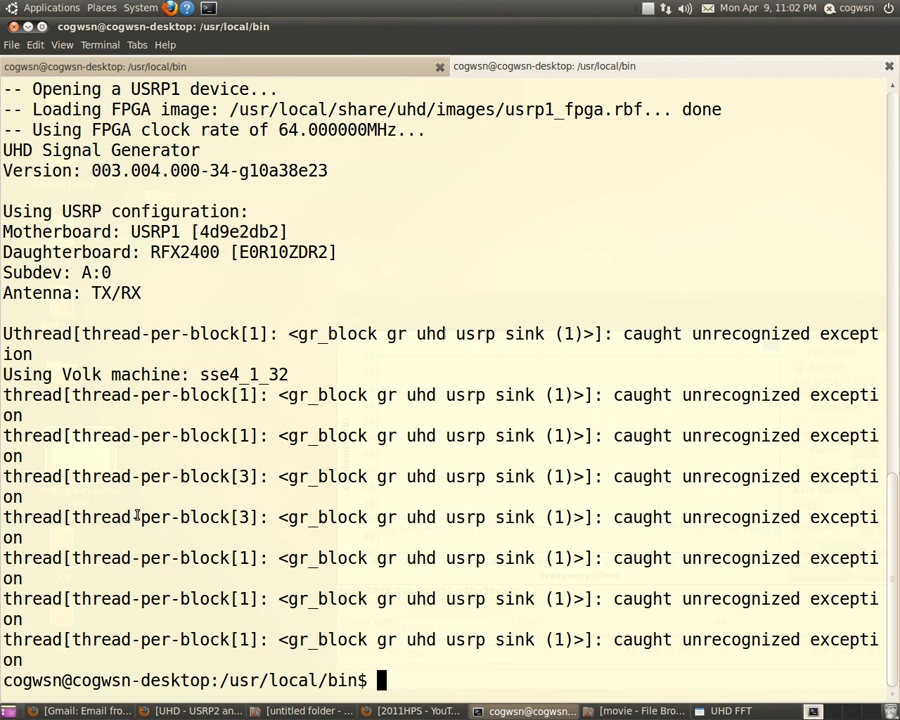 Applications Places System Mon Apr 9, 11:02 PM cogwsn
cogwsn@cogwsn-desktop: /usr/local/bin
File Edit View Terminal Tabs Help
cogwsn@cogwsn-desktop: /usr/local/bin cogwsn@cogwsn-desktop: /usr/local/bin
-- Opening a USRP1 device...
-- Loading FPGA image: /usr/local/share/uhd/images/usrp1_fpga.rbf... done
-- Using FPGA clock rate of 64.000000MHz...
UHD Signal Generator
Version: 003.004.000-34-g10a38e23
Using USRP configuration:
Motherboard: USRP1 [4d9e2db2]
Daughterboard: RFX2400 [E0R10ZDR2]
Subdev: A:0
Antenna: TX/RX
Uthread[thread-per-block[1]: <gr_block gr uhd usrp sink (1)>]: caught unrecognized except
ion
Using Volk machine: sse4_1_32
thread[thread-per-block[1]: <gr_block gr uhd usrp sink (1)>]: caught unrecognized excepti
on
thread[thread-per-block[1]: <gr_block gr uhd usrp sink (1)>]: caught unrecognized excepti
on
thread[thread-per-block[3]: <gr_block gr uhd usrp sink (1)>]: caught unrecognized excepti
on
thread[thread-per-block[3]: <gr_block gr uhd usrp sink (1)>]: caught unrecognized excepti
on
thread[thread-per-block[1]: <gr_block gr uhd usrp sink (1)>]: caught unrecognized excepti
on
thread[thread-per-block[1]: <gr_block gr uhd usrp sink (1)>]: caught unrecognized excepti
on
thread[thread-per-block[1]: <gr_block gr uhd usrp sink (1)>]: caught unrecognized excepti
on
cogwsn@cogwsn-desktop:/usr/local/bin$
[Gmail: Email fro... [UHD - USRP2 an... [untitled folder - ... [2011HPS - YouT... cogwsn@cogwsn... [movie - File Bro... UHD FFT